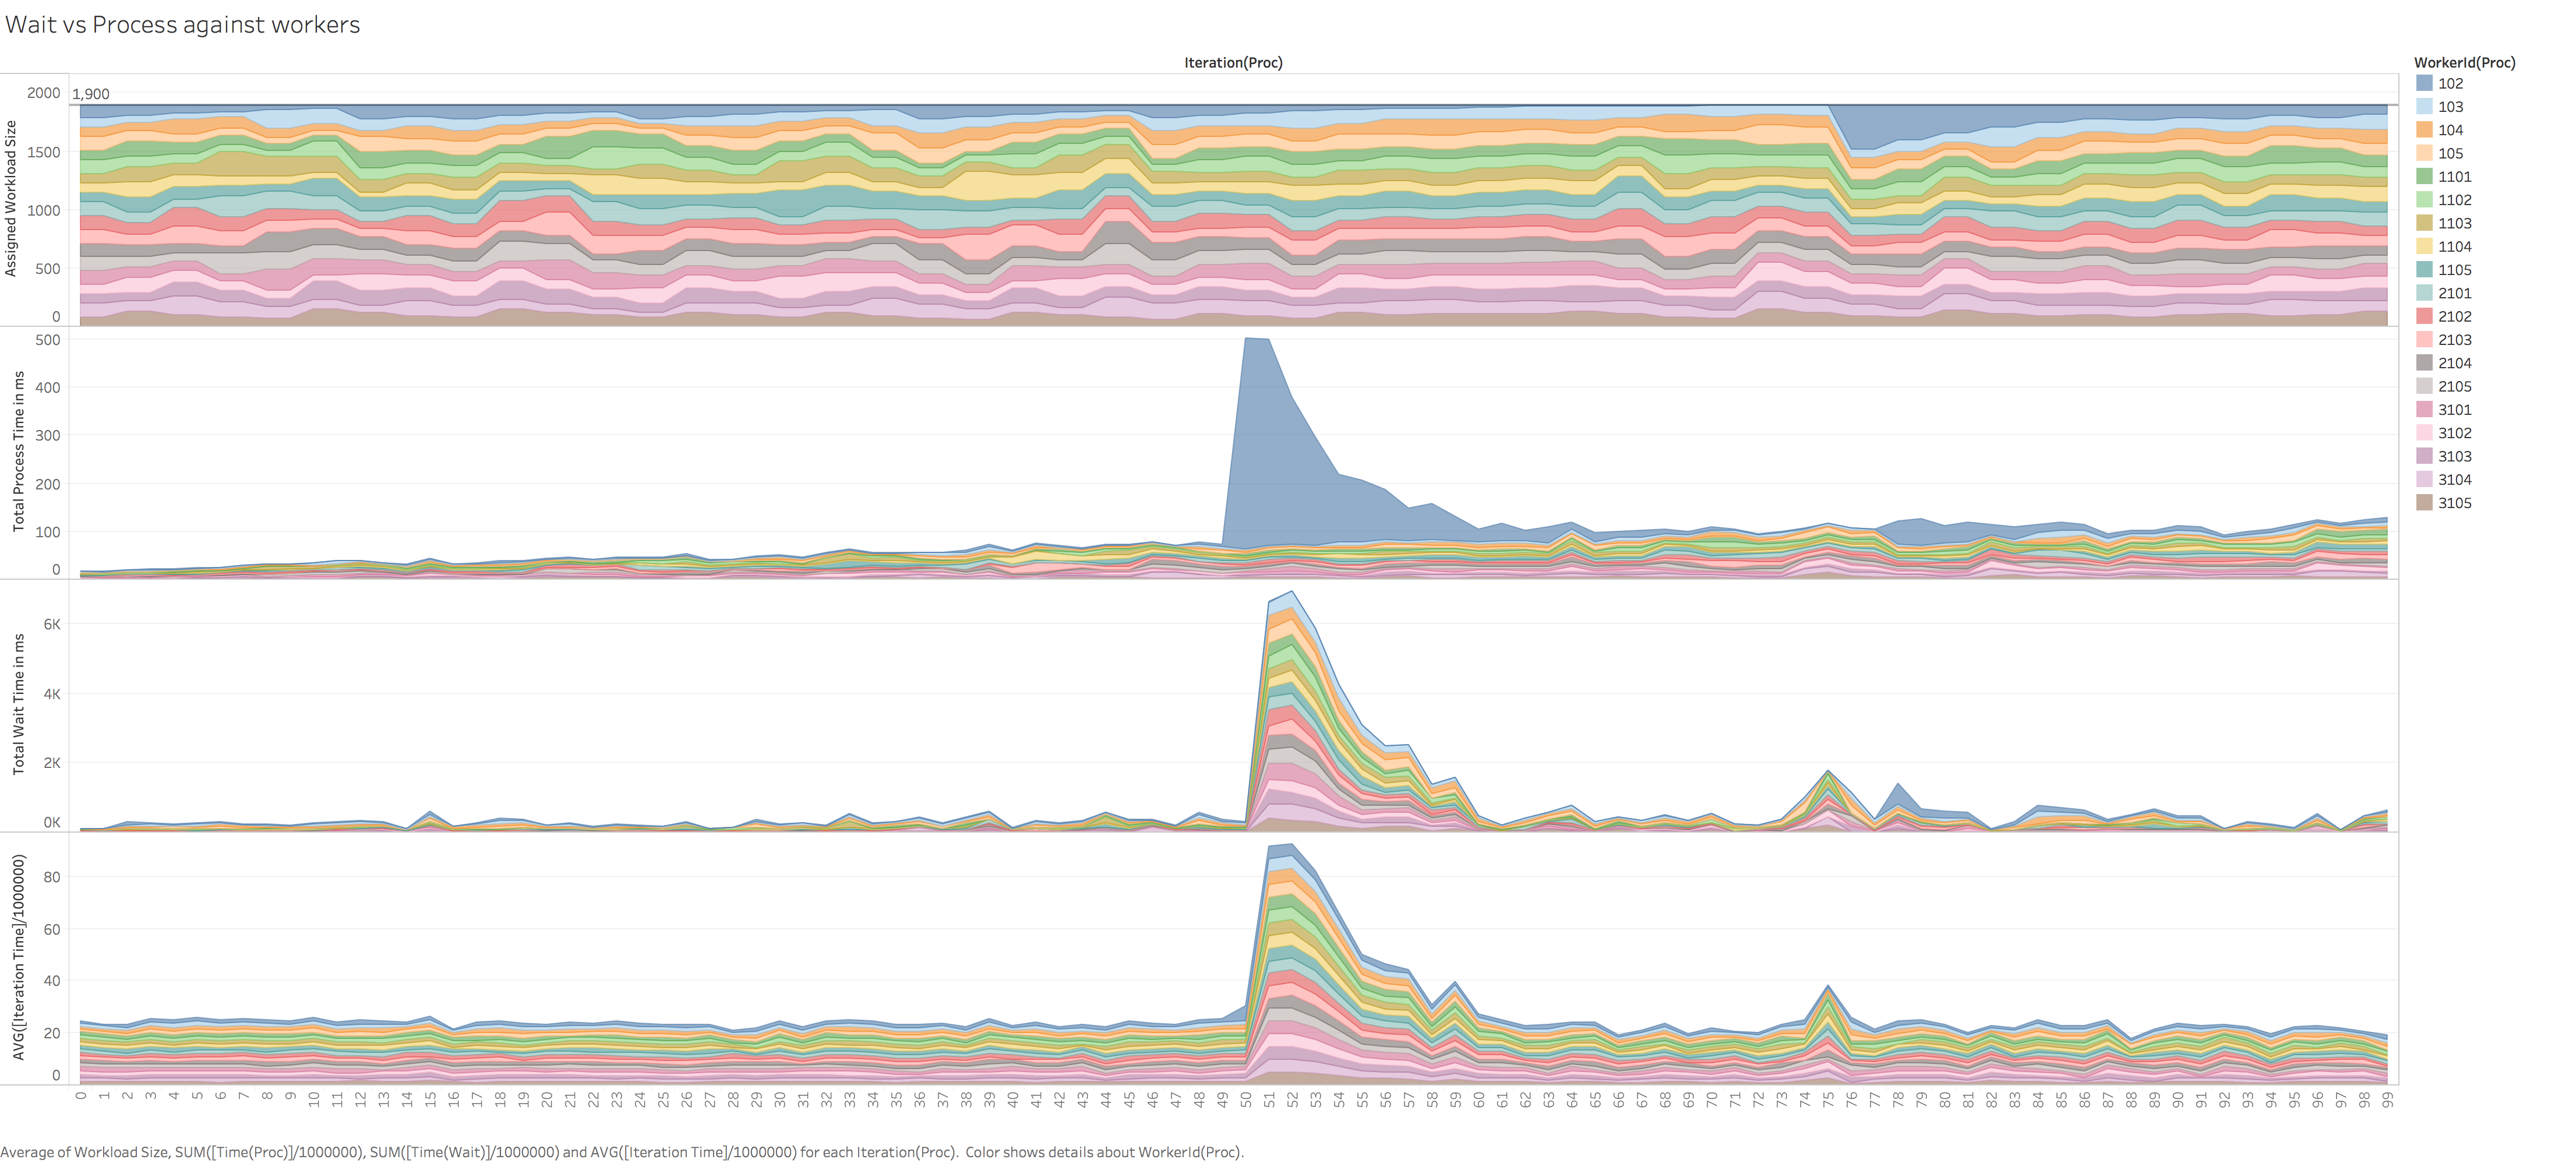 Wait vs Process against workers
Iteration(Proc)
Assigned Workload Size
2000
1500
1000
500
0
1,900
Total Process Time in ms
500
400
300
200
100
0
Total Wait Time in ms
6K
4K
2K
0K
AVG([Iteration Time]/1000000)
80
60
40
20
0
0 1 2 3 4 5 6 7 8 9 10 11 12 13 14 15 16 17 18 19 20 21 22 23 24 25 26 27 28 29 30 31 32 33 34 35 36 37 38 39 40 41 42 43 44 45 46 47 48 49 50 51 52 53 54 55 56 57 58 59 60 61 62 63 64 65 66 67 68 69 70 71 72 73 74 75 76 77 78 79 80 81 82 83 84 85 86 87 88 89 90 91 92 93 94 95 96 97 98 99
WorkerId(Proc)
102
103
104
105
1101
1102
1103
1104
1105
2101
2102
2103
2104
2105
3101
3102
3103
3104
3105
Average of Workload Size, SUM([Time(Proc)]/1000000), SUM([Time(Wait)]/1000000) and AVG([Iteration Time]/1000000) for each Iteration(Proc). Color shows details about WorkerId(Proc).